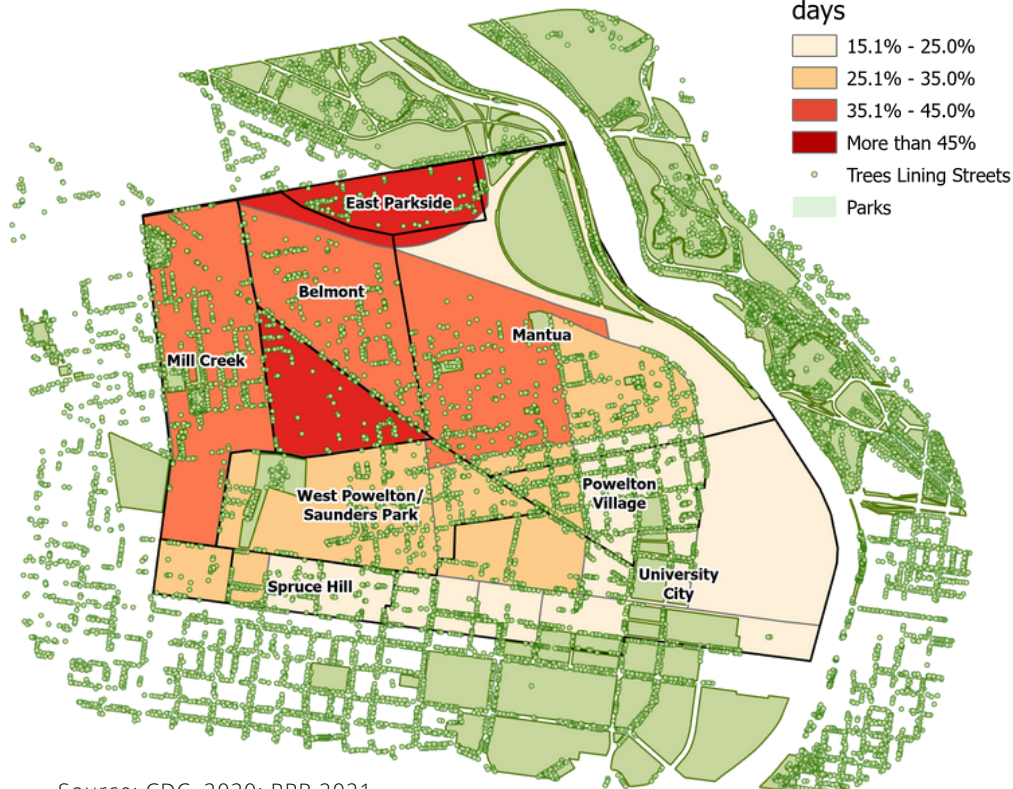 days
15.1% - 25.0%
25.1% - 35.0%
35.1% - 45.0%
More than 45%
Trees Lining Streets
Parks
East Parkside
Belmont
Mantua
Mill Creek
West Powelton/
Saunders Park
Powelton
Village
University
City
Spruce Hill